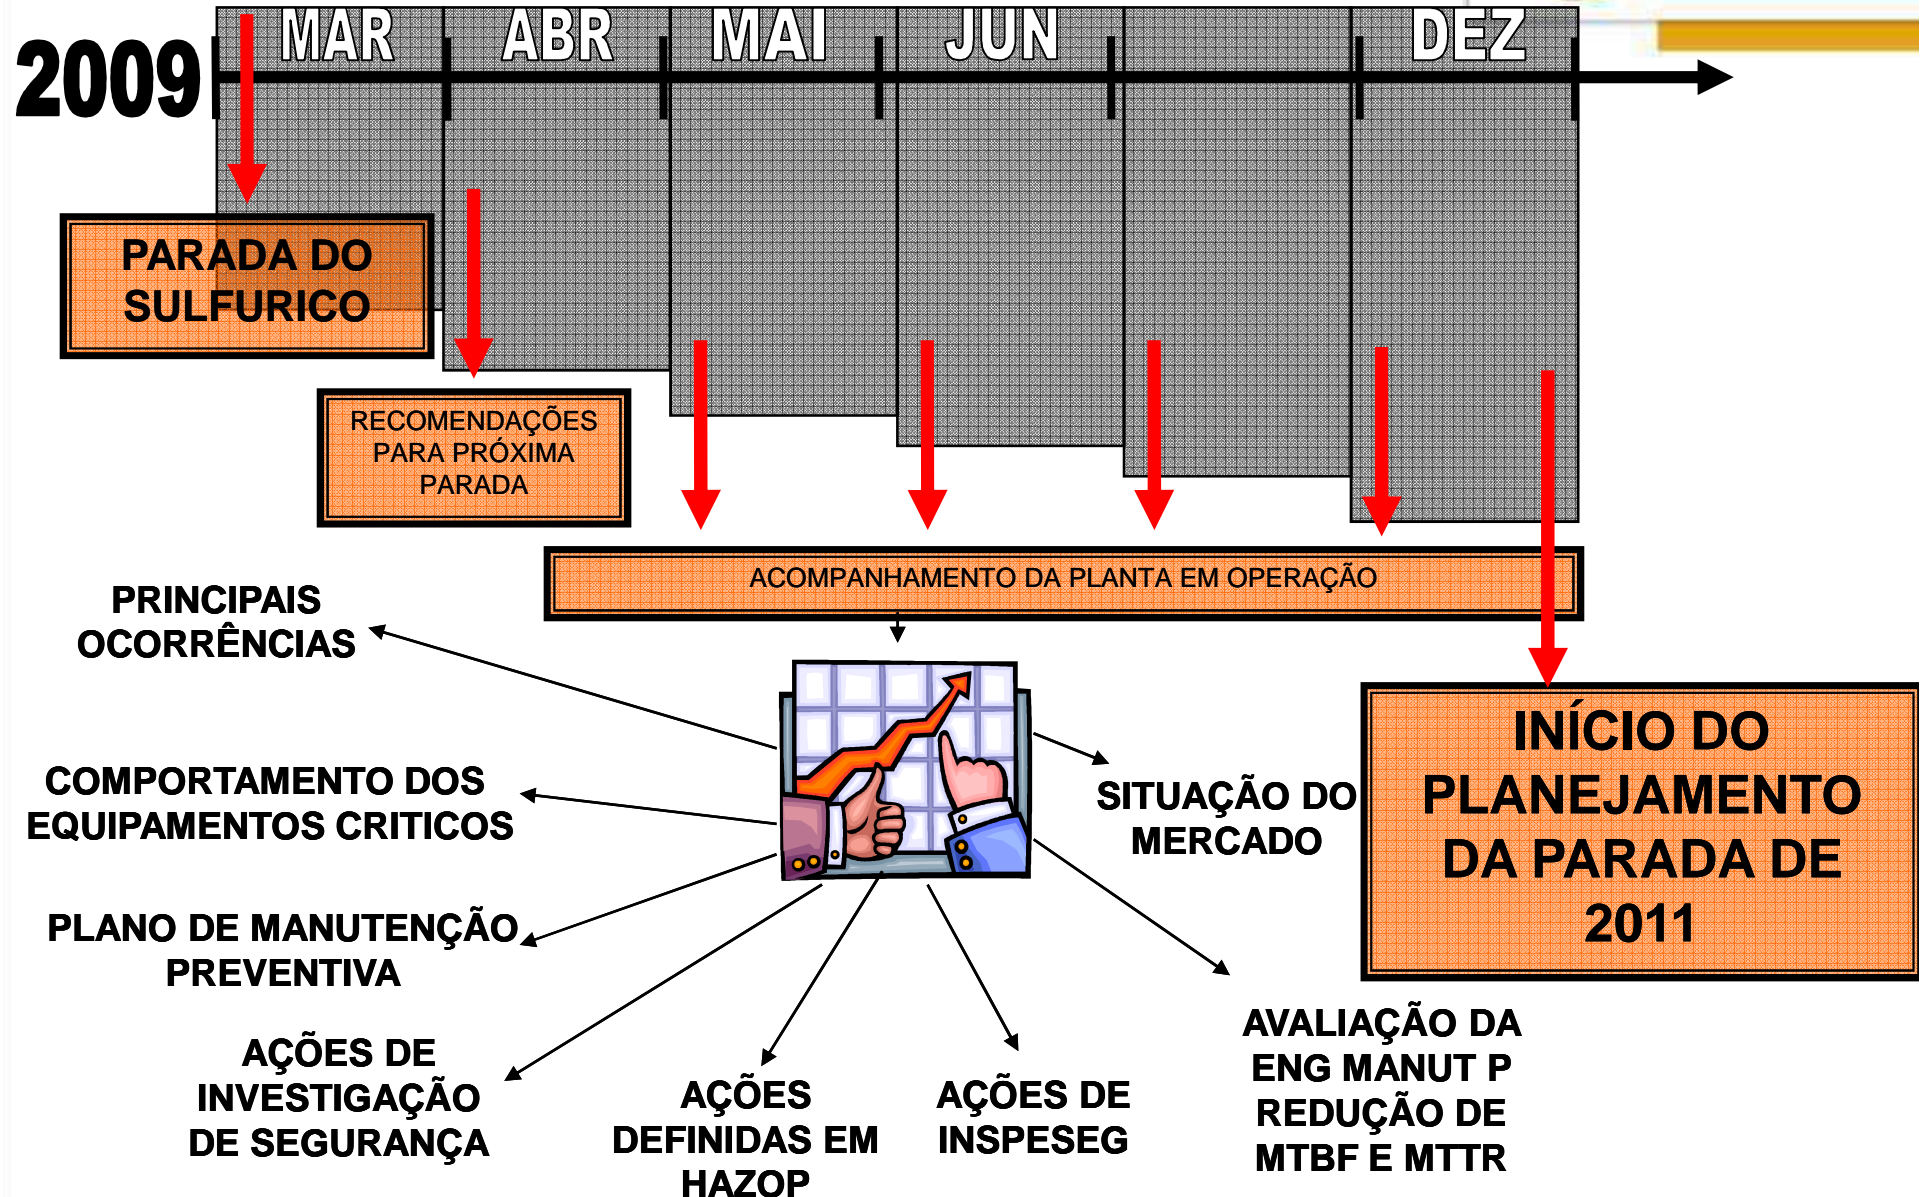 2009
MAR
ABR
MAI
JUN
DEZ
PARADA DO
SULFURICO
RECOMENDAÇÕES
PARA PRÓXIMA
PARADA
ACOMPANHAMENTO DA PLANTA EM OPERAÇÃO
PRINCIPAIS
OCORRÊNCIAS
COMPORTAMENTO DOS
EQUIPAMENTOS CRITICOS
PLANO DE MANUTENÇÃO
PREVENTIVA
AÇÕES DE
INVESTIGAÇÃO
DE SEGURANÇA
AÇÕES
DEFINIDAS EM
HAZOP
AÇÕES DE
INSPESEG
AVALIAÇÃO DA
ENG MANUT P
REDUÇÃO DE
MTBF E MTTR
SITUAÇÃO DO
MERCADO
INÍCIO DO
PLANEJAMENTO
DA PARADA DE
2011